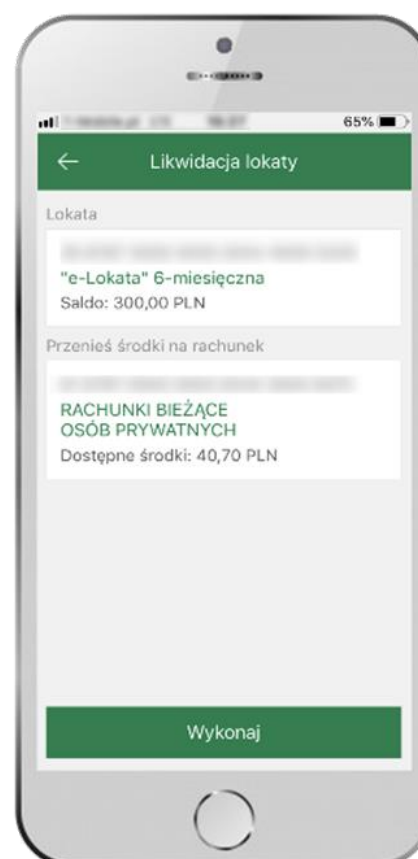 65%
Likwidacja lokaty
Lokata
"e-Lokata" 6-miesięczna
Saldo: 300,00 PLN
Przenieś środki na rachunek
RACHUNKI BIEŻĄCE
OSÓB PRYWATNYCH
Dostępne środki: 40,70 PLN
Wykonaj